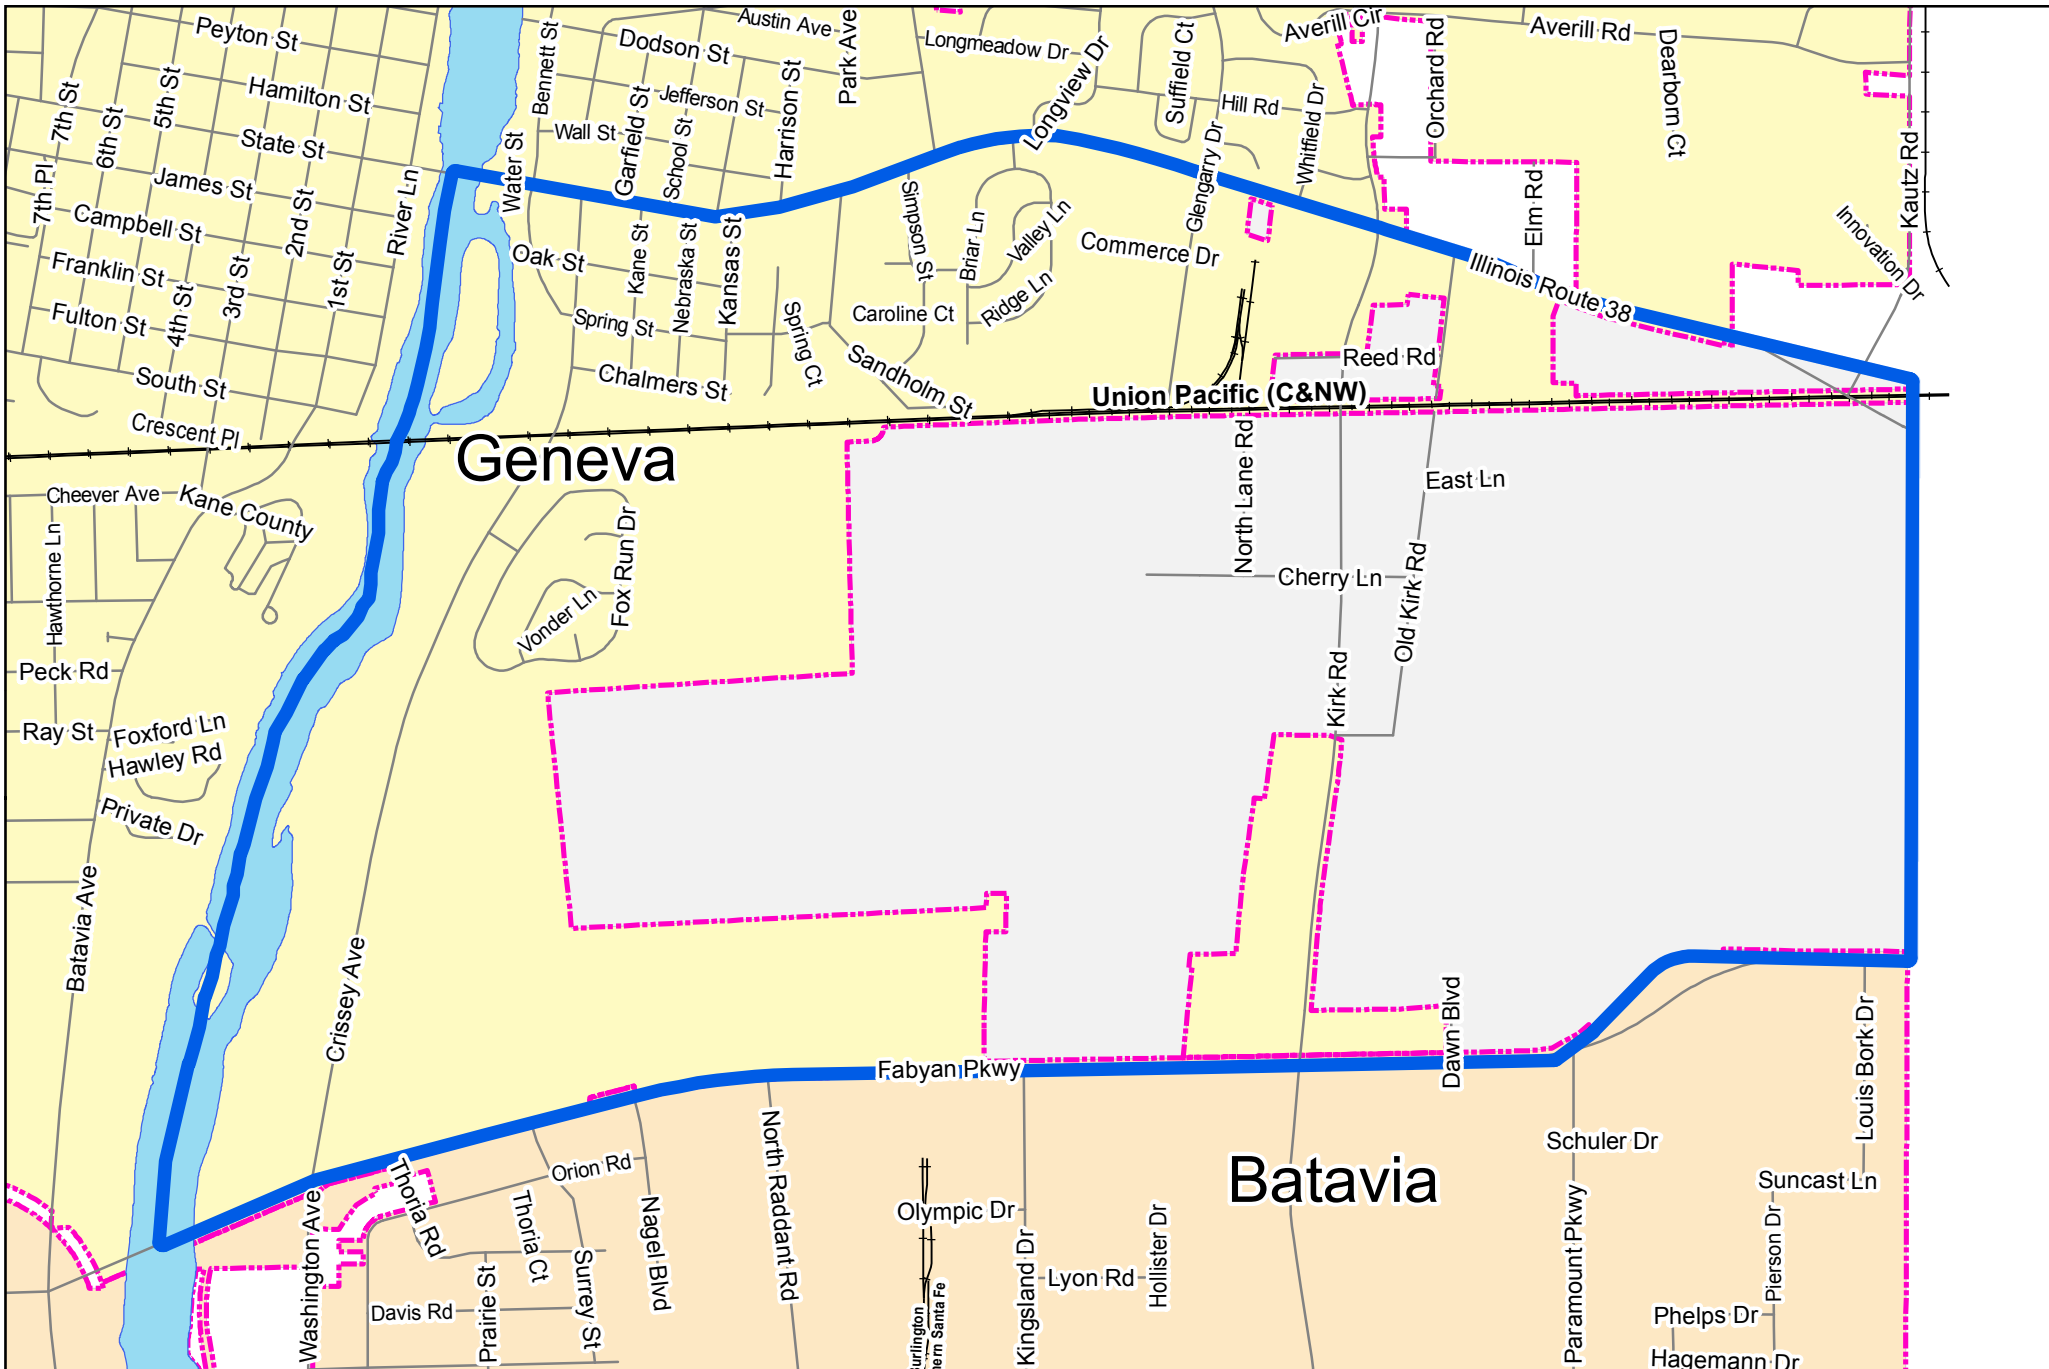 Peyton St
Austin Ave
Park Ave
Longmeadow Dr
Longview Dr
Suffield Ct
Averill Cir
Orchard Rd
Averill Rd
Dearborn Ct
Kautz Rd
Bennett St
Dodson St
Jefferson St
Harrison St
Hill Rd
Whitfield Dr
7th St
5th St
6th St
Hamilton St
State St
Wall St
Garfield St
School St
Water St
7th Pl
James St
2nd St
River Ln
Campbell St
Franklin St
3rd St
1st St
4th St
Fulton St
South St
Crescent Pl
Oak St
Kane St
Nebraska St
Kansas St
Spring St
Spring Ct
Chalmers St
Simpson St
Briar Ln
Valley Ln
Ridge Ln
Caroline Ct
Sandholm St
Glengarry Dr
Commerce Dr
Elm Rd
Illinois Route 38
Innovation Dr
Reed Rd
Union Pacific (C&NW)
Geneva
Cheever Ave
Kane County
Hawthorne Ln
Fox Run Dr
Vonder Ln
North Lane Rd
East Ln
Cherry Ln
Old Kirk Rd
Kirk Rd
Peck Rd
Ray St
Foxford Ln
Hawley Rd
Private Dr
Batavia Ave
Crissey Ave
Fabyan Pkwy
Dawn Blvd
Louis Bork Dr
Batavia
Schuler Dr
Suncast Ln
Thoria Rd
Orion Rd
Thoria Ct
Washington Ave
Nagel Blvd
North Raddant Rd
Olympic Dr
Kingsland Dr
Hollister Dr
Lyon Rd
Paramount Pkwy
Pierson Dr
Phelps Dr
Hagemann Dr
Davis Rd
Prairie St
Surrey St
urlington
ern Santa Fe